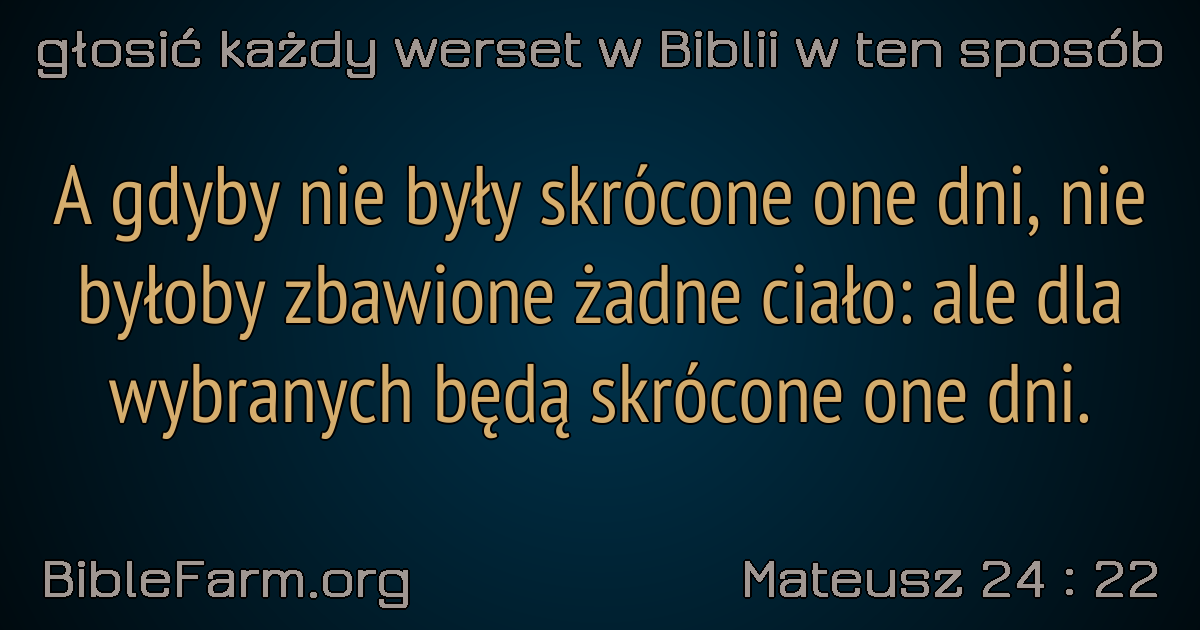 głosić każdy werset w Biblii w ten sposób
A gdyby nie były skrócone one dni, nie
byłoby zbawione żadne ciało: ale dla
wybranych będą skrócone one dni.
BibleFarm.org
Mateusz 24 : 22